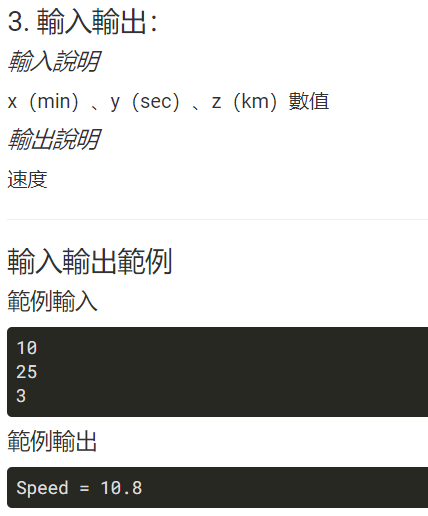 3. 輸入輸出：
輸入說明
x（min）、y（sec）、z（km）數值
輸出說明
速度
輸入輸出範例
範例輸入
10
25
3
範例輸出
Speed = 10.8